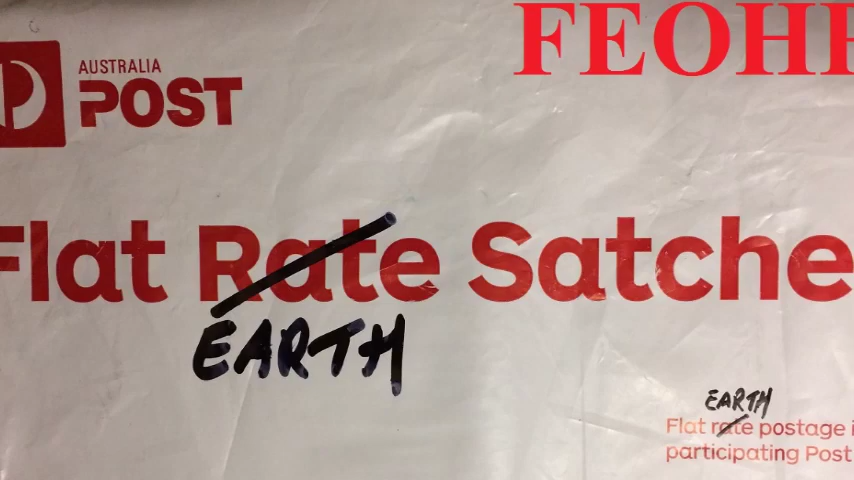 FEOHE
AUSTRALIA
POST
Flat Rate Satche
EARTH
EARTH
Flat rate postage i
participating Post